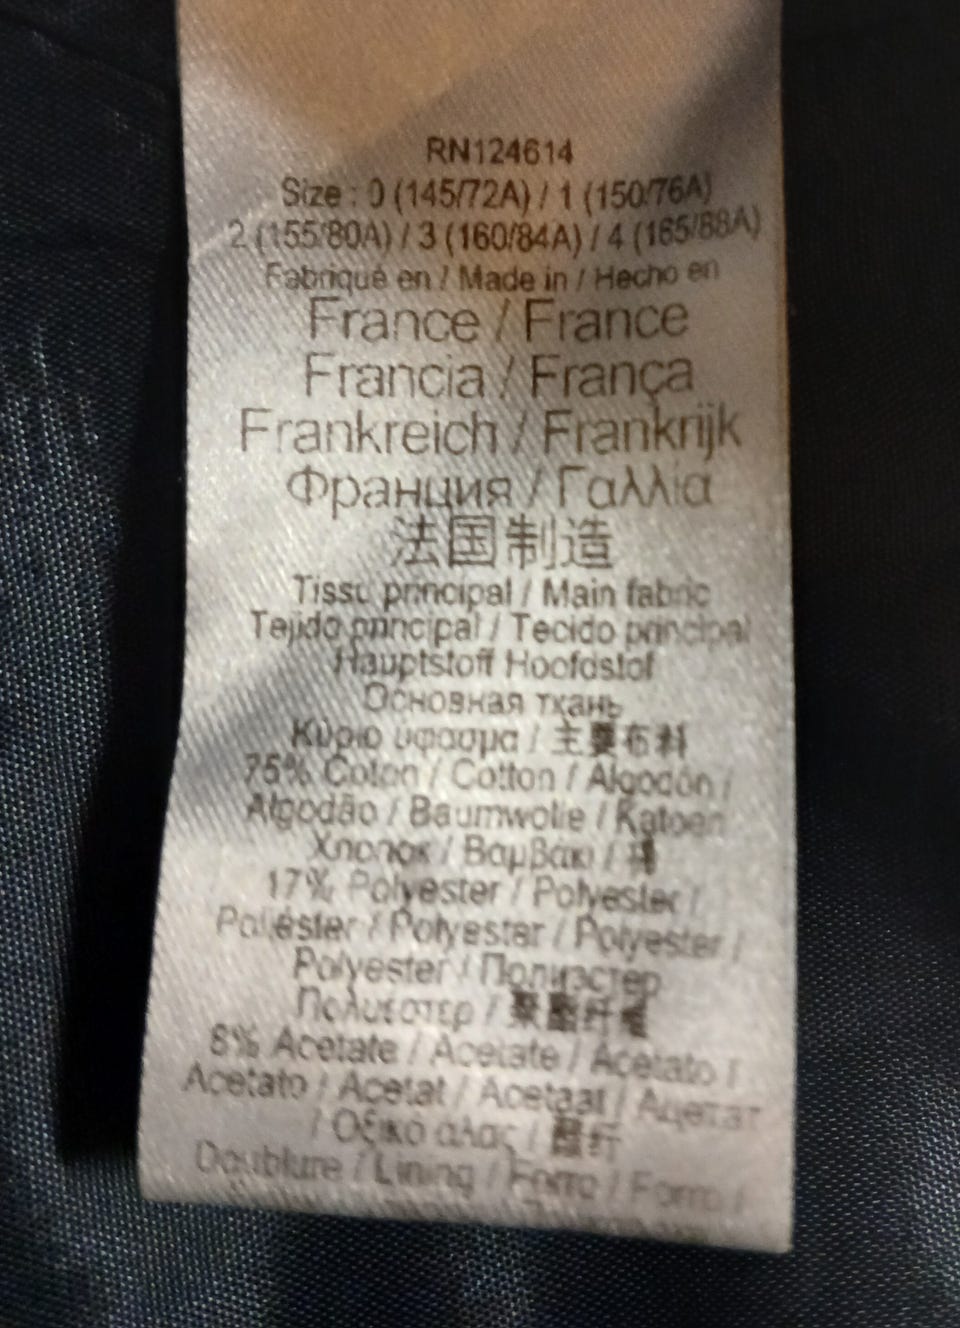 RN124614
Size : 0 (145/72A) / 1 (150/76A)
2 (155/80A) / 3 (160/84A) / 4 (165/88A)
Fabriqué en / Made in / Hecho en
France / France
Francia / França
Frankreich / Frankrijk
Франция / Γαλλία
法国制造
Tissu principal / Main fabric
Tejido principal / Tecido principal
Hauptstoff Hoofdstof
Основная ткань
Κύριο ύφασμα / 主要布料
75% Coton / Cotton / Algodón /
Algodão / Baumwolle / Katoen
Хлопок / Βαμβάκι / 棉
17% Polyester / Polyester /
Poliéster / Polyester / Polyester /
Polyester / Полиэстер
Πολυέστερ / 聚酯纤维
8% Acetate / Acetate / Acetato /
Acetato / Acetat / Acetaat / Ацетат
/ Οξικό άλας / 醋纤
Doublure / Lining / Forro / Forro /